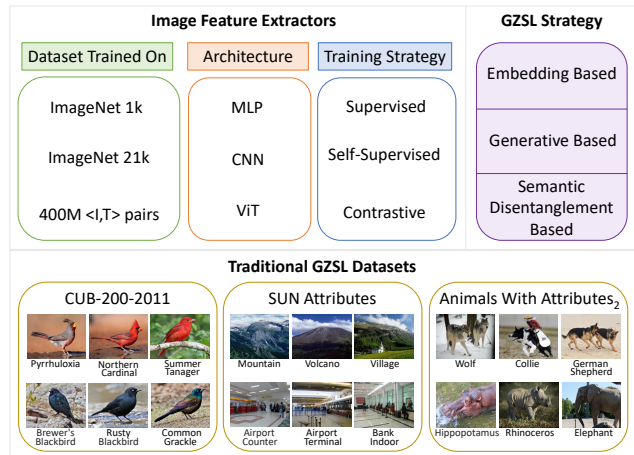 Image Feature Extractors
GZSL Strategy
Dataset Trained On
Architecture
Training Strategy
ImageNet 1k
MLP
Supervised
ImageNet 21k
CNN
Self-Supervised
400M <I,T> pairs
ViT
Contrastive
Embedding Based
Generative Based
Semantic
Disentanglement
Based
Traditional GZSL Datasets
CUB-200-2011
SUN Attributes
Animals With Attributes2
Pyrrhuloxia
Northern
Cardinal
Summer
Tanager
Mountain
Volcano
Village
Wolf
Collie
German
Shepherd
Brewer's
Blackbird
Rusty
Blackbird
Common
Grackle
Airport
Counter
Airport
Terminal
Bank
Indoor
Hippopotamus
Rhinoceros
Elephant